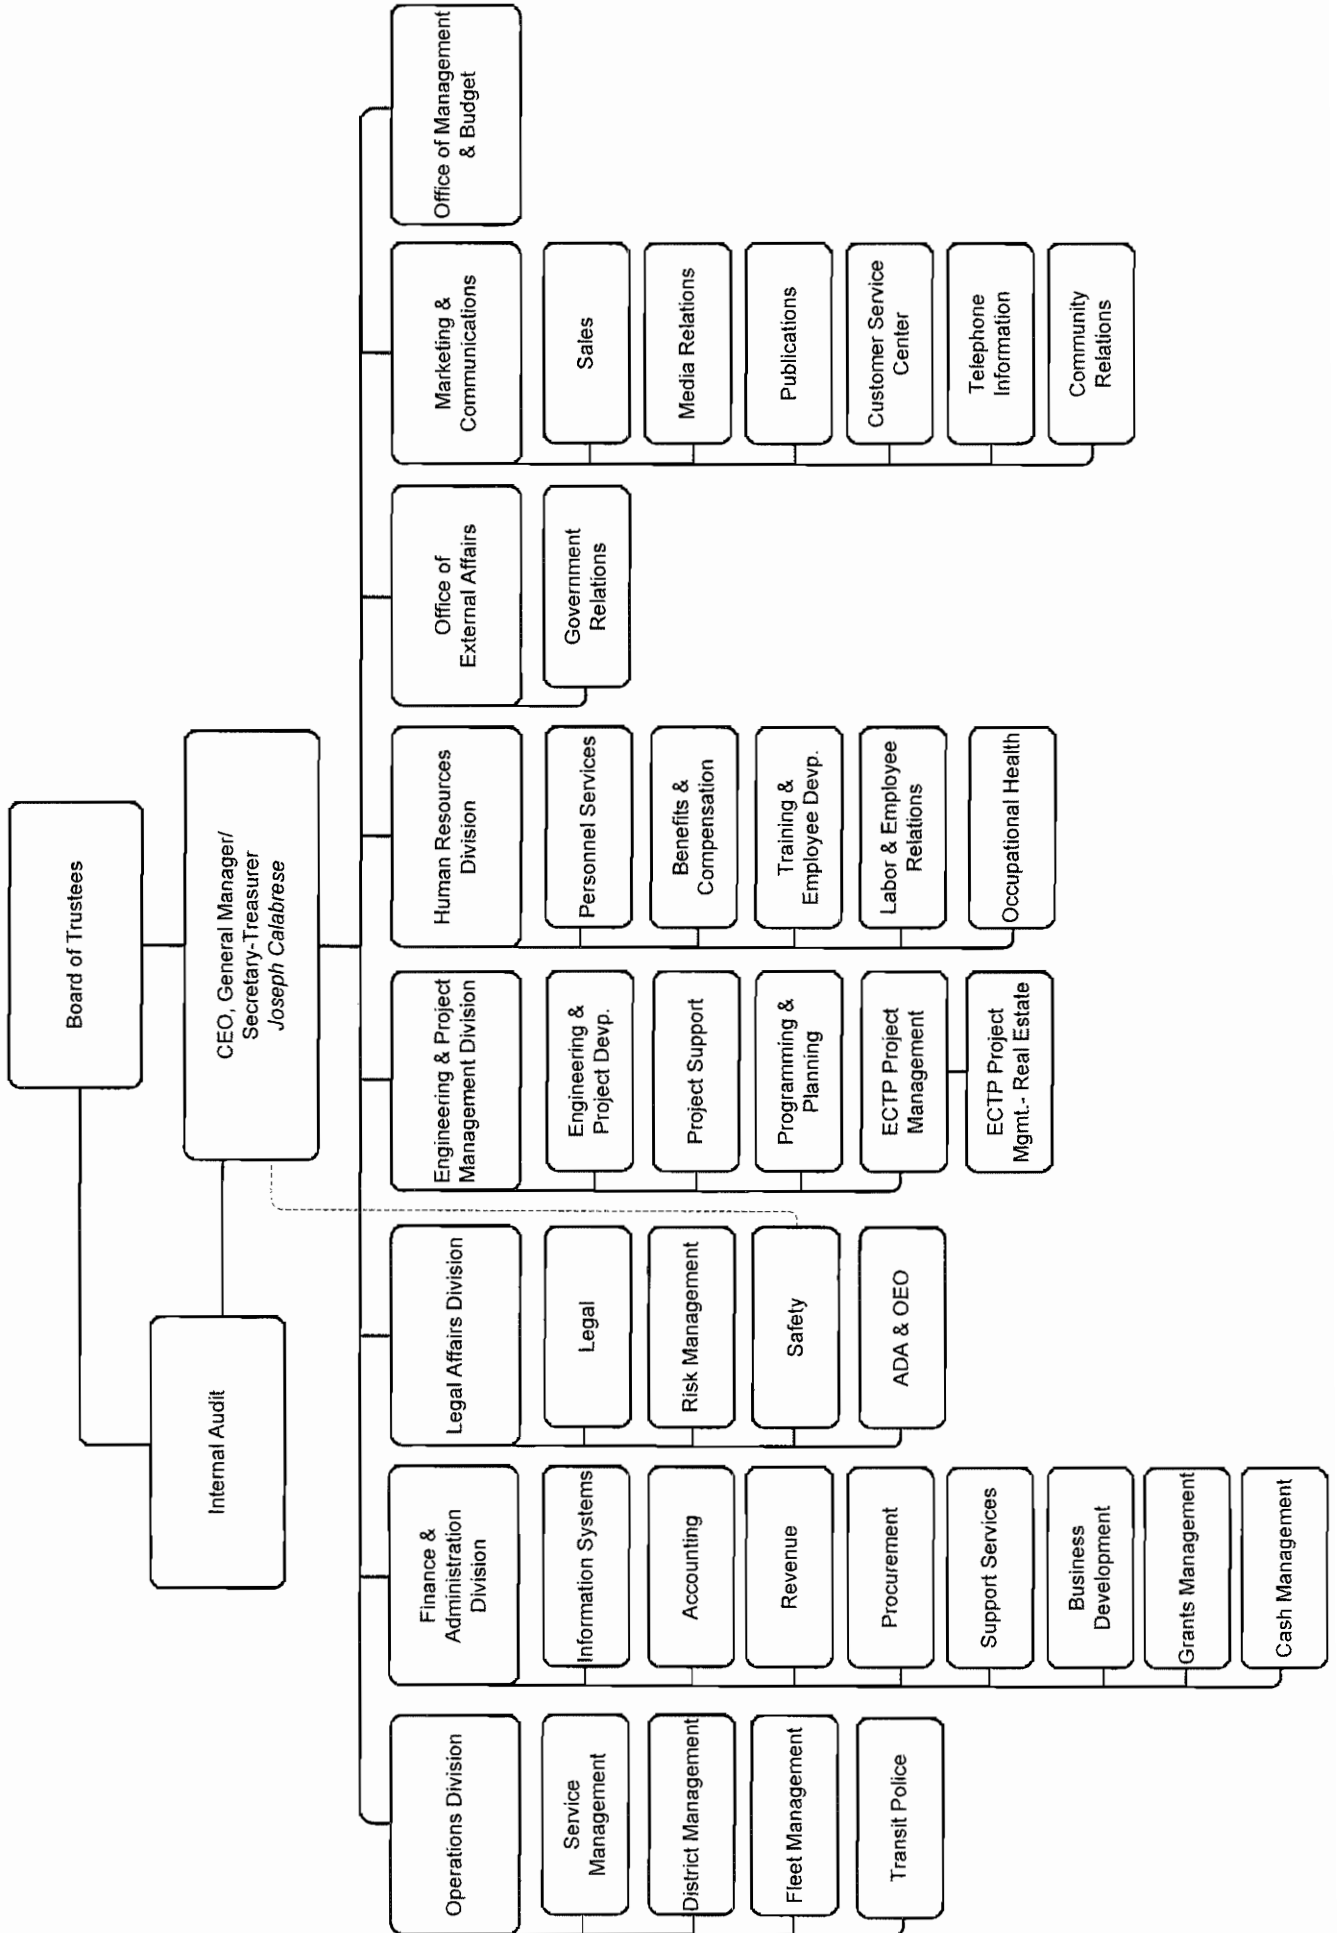 Board of Trustees
CEO, General Manager/
Secretary-Treasurer
Joseph Calabrese
Internal Audit
Operations Division
Service
Management
District Management
Fleet Management
Transit Police
Finance &
Administration
Division
Information Systems
Accounting
Revenue
Procurement
Support Services
Business
Development
Grants Management
Cash Management
Legal Affairs Division
Legal
Risk Management
Safety
ADA & OEO
Engineering & Project
Management Division
Engineering &
Project Devp.
Project Support
Programming &
Planning
ECTP Project
Management
ECTP Project
Mgmt.- Real Estate
Human Resources
Division
Personnel Services
Benefits &
Compensation
Training &
Employee Devp.
Labor & Employee
Relations
Occupational Health
Office of
External Affairs
Government
Relations
Marketing &
Communications
Sales
Media Relations
Publications
Customer Service
Center
Telephone
Information
Community
Relations
Office of Management
& Budget